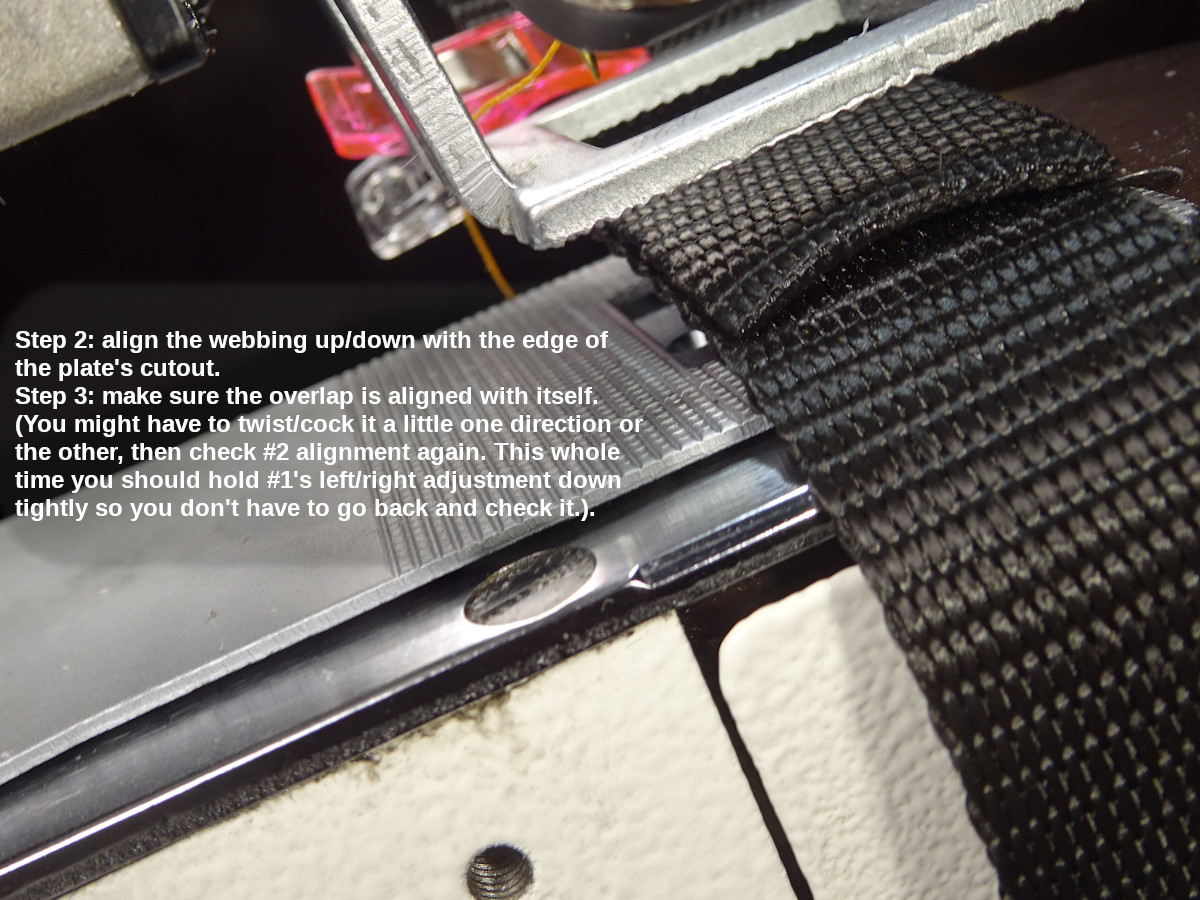 Step 2: align the webbing up/down with the edge of
the plate's cutout.
Step 3: make sure the overlap is aligned with itself.
(You might have to twist/cock it a little one direction or
the other, then check #2 alignment again. This whole
time you should hold #1's left/right adjustment down
tightly so you don't have to go back and check it.).